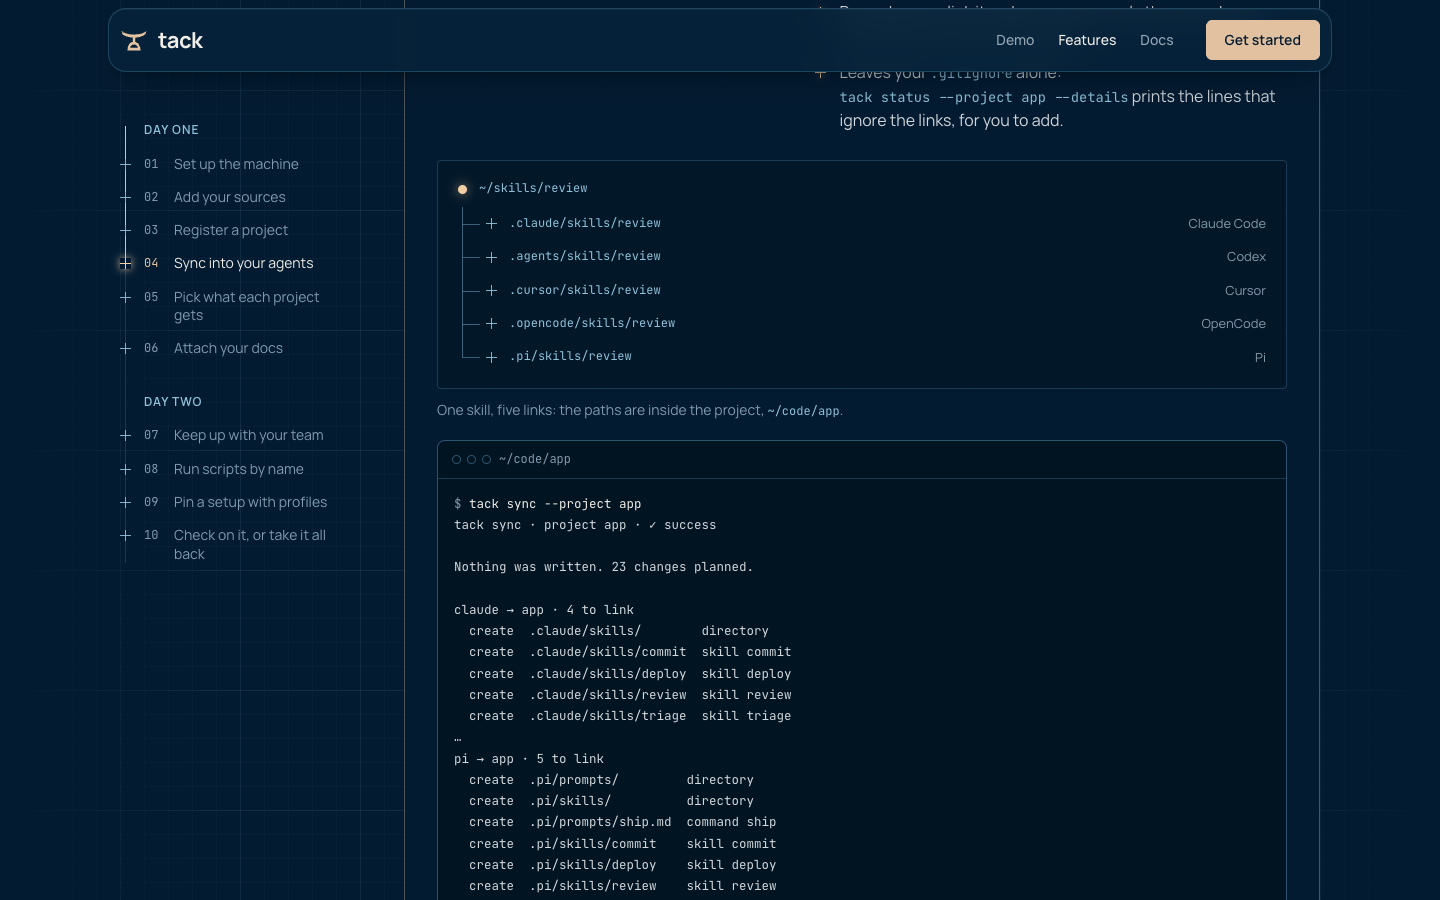 tack
Demo
Features
Docs
Get started
Leaves your .gitignore alone:
tack status --project app --details prints the lines that
ignore the links, for you to add.
DAY ONE
01 Set up the machine
02 Add your sources
03 Register a project
04 Sync into your agents
05 Pick what each project
gets
06 Attach your docs
DAY TWO
07 Keep up with your team
08 Run scripts by name
09 Pin a setup with profiles
10 Check on it, or take it all
back
~/skills/review
.claude/skills/review Claude Code
.agents/skills/review Codex
.cursor/skills/review Cursor
.opencode/skills/review OpenCode
.pi/skills/review Pi
One skill, five links: the paths are inside the project, ~/code/app.
~/code/app
$ tack sync --project app
tack sync · project app · ✓ success
Nothing was written. 23 changes planned.
claude → app · 4 to link
create .claude/skills/ directory
create .claude/skills/commit skill commit
create .claude/skills/deploy skill deploy
create .claude/skills/review skill review
create .claude/skills/triage skill triage
…
pi → app · 5 to link
create .pi/prompts/ directory
create .pi/skills/ directory
create .pi/prompts/ship.md command ship
create .pi/skills/commit skill commit
create .pi/skills/deploy skill deploy
create .pi/skills/review skill review